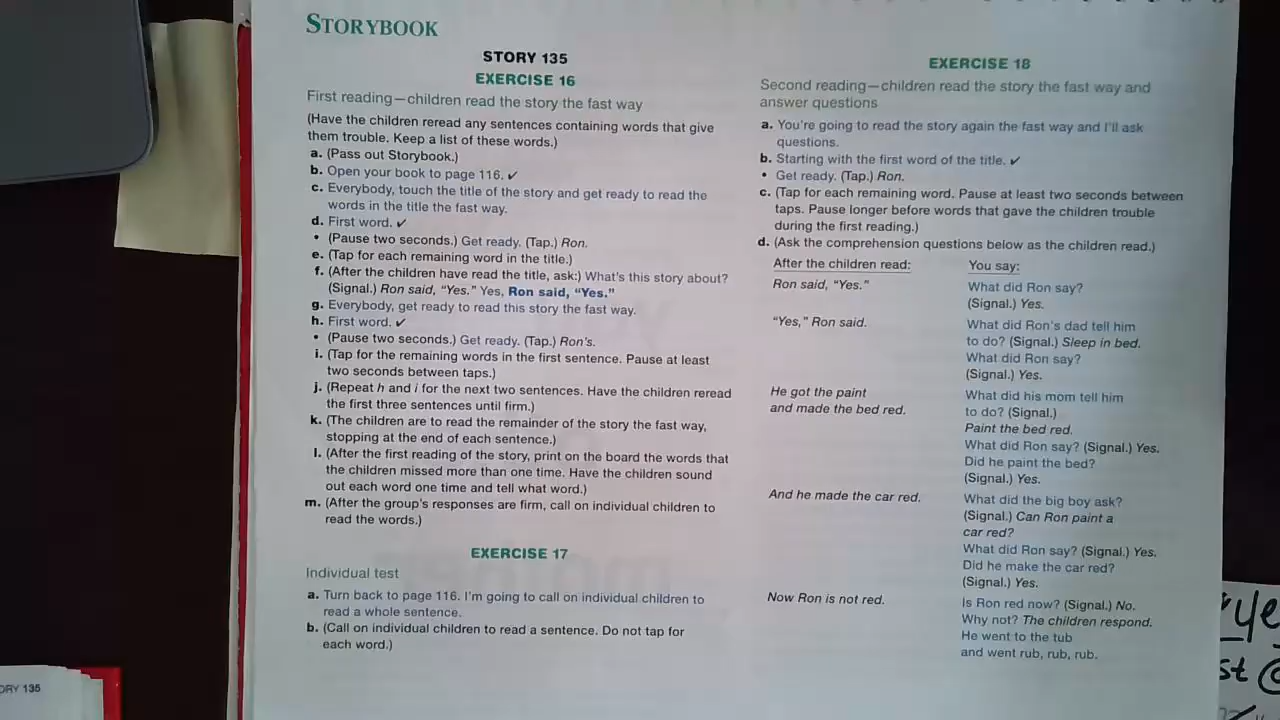 STORYBOOK
STORY 135
EXERCISE 16
First reading—children read the story the fast way
(Have the children reread any sentences containing words that give
them trouble. Keep a list of these words.)
a. (Pass out Storybook.)
b. Open your book to page 116. ✓
c. Everybody, touch the title of the story and get ready to read the
words in the title the fast way.
d. First word. ✓
• (Pause two seconds.) Get ready. (Tap.) Ron.
e. (Tap for each remaining word in the title.)
f. (After the children have read the title, ask:) What's this story about?
(Signal.) Ron said, “Yes.” Yes, Ron said, “Yes.”
g. Everybody, get ready to read this story the fast way.
h. First word. ✓
• (Pause two seconds.) Get ready. (Tap.) Ron's.
i. (Tap for the remaining words in the first sentence. Pause at least
two seconds between taps.)
j. (Repeat h and i for the next two sentences. Have the children reread
the first three sentences until firm.)
k. (The children are to read the remainder of the story the fast way,
stopping at the end of each sentence.)
l. (After the first reading of the story, print on the board the words that
the children missed more than one time. Have the children sound
out each word one time and tell what word.)
m. (After the group's responses are firm, call on individual children to
read the words.)
EXERCISE 17
Individual test
a. Turn back to page 116. I'm going to call on individual children to
read a whole sentence.
b. (Call on individual children to read a sentence. Do not tap for
each word.)
EXERCISE 18
Second reading—children read the story the fast way and
answer questions
a. You're going to read the story again the fast way and I'll ask
questions.
b. Starting with the first word of the title. ✓
• Get ready. (Tap.) Ron.
c. (Tap for each remaining word. Pause at least two seconds between
taps. Pause longer before words that gave the children trouble
during the first reading.)
d. (Ask the comprehension questions below as the children read.)
After the children read: You say:
Ron said, “Yes.” What did Ron say?
(Signal.) Yes.
“Yes,” Ron said. What did Ron's dad tell him
to do? (Signal.) Sleep in bed.
What did Ron say?
(Signal.) Yes.
He got the paint What did his mom tell him
and made the bed red. to do? (Signal.)
Paint the bed red.
What did Ron say? (Signal.) Yes.
Did he paint the bed?
(Signal.) Yes.
And he made the car red. What did the big boy ask?
(Signal.) Can Ron paint a
car red?
What did Ron say? (Signal.) Yes.
Did he make the car red?
(Signal.) Yes.
Now Ron is not red. Is Ron red now? (Signal.) No.
Why not? The children respond.
He went to the tub
and went rub, rub, rub.
ORY 135